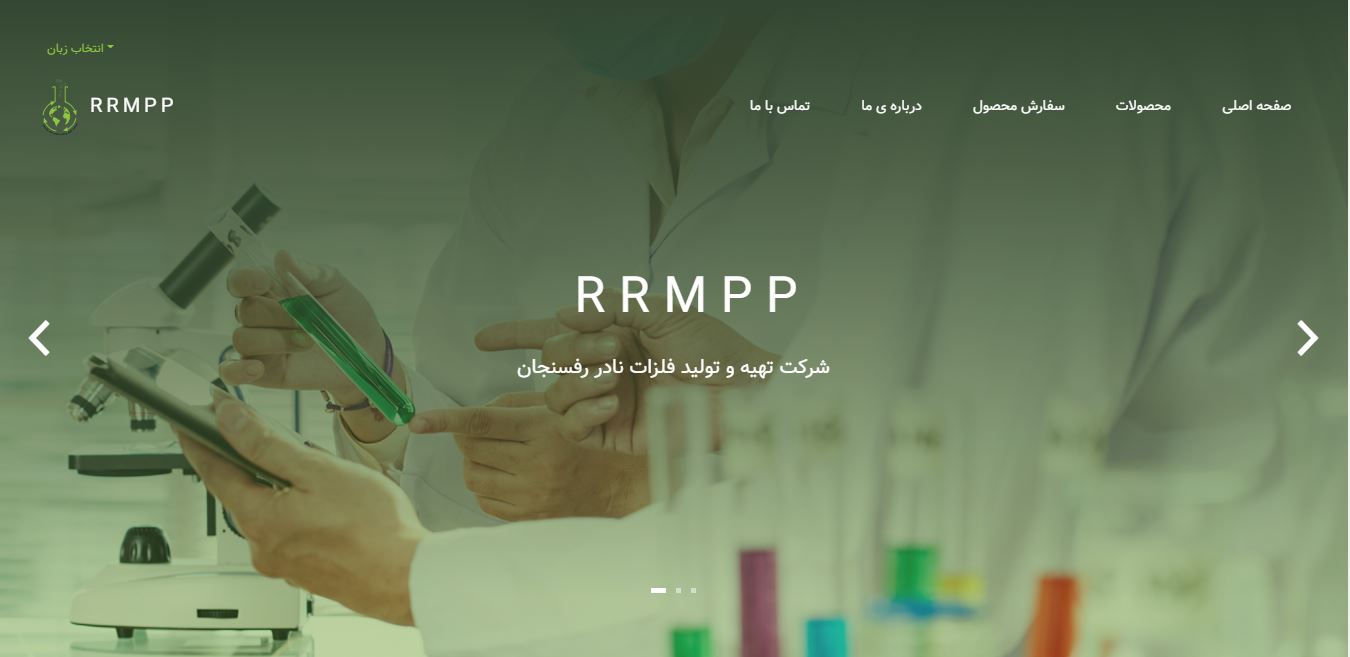 انتخاب زبان
RRMPP
صفحه اصلی محصولات سفارش محصول درباره ی ما تماس با ما
RRMPP
شرکت تهیه و تولید فلزات نادر رفسنجان